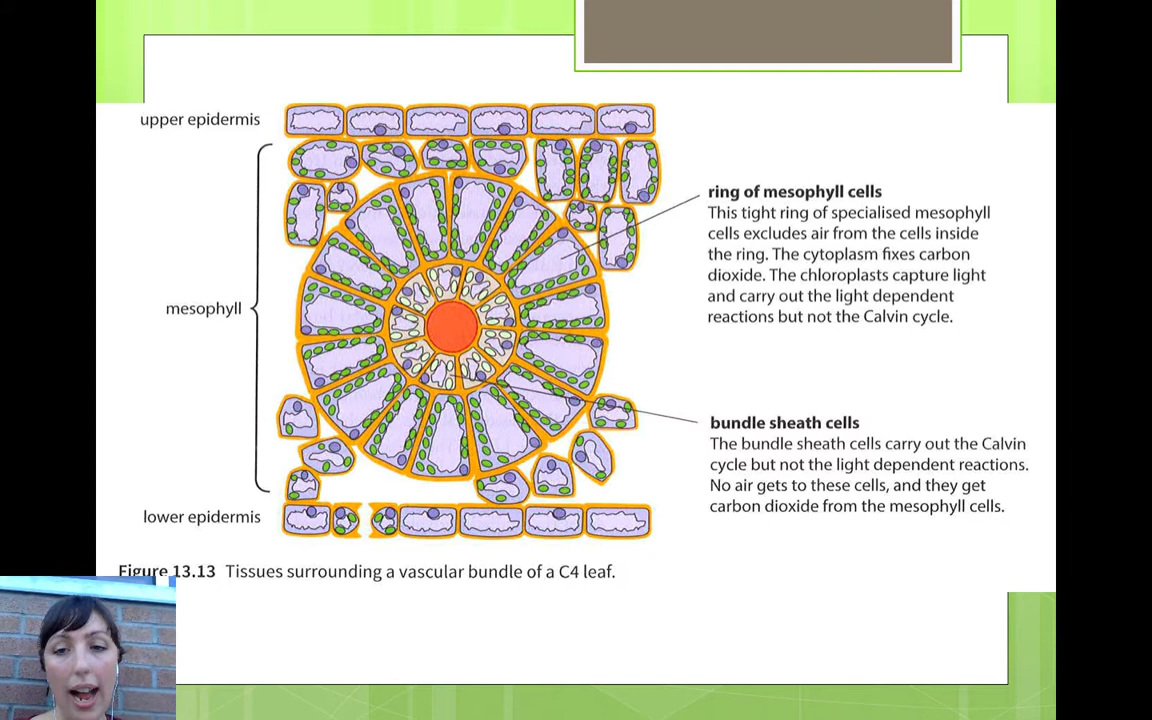 upper epidermis
mesophyll
lower epidermis
ring of mesophyll cells
This tight ring of specialised mesophyll
cells excludes air from the cells inside
the ring. The cytoplasm fixes carbon
dioxide. The chloroplasts capture light
and carry out the light dependent
reactions but not the Calvin cycle.
bundle sheath cells
The bundle sheath cells carry out the Calvin
cycle but not the light dependent reactions.
No air gets to these cells, and they get
carbon dioxide from the mesophyll cells.
Figure 13.13 Tissues surrounding a vascular bundle of a C4 leaf.